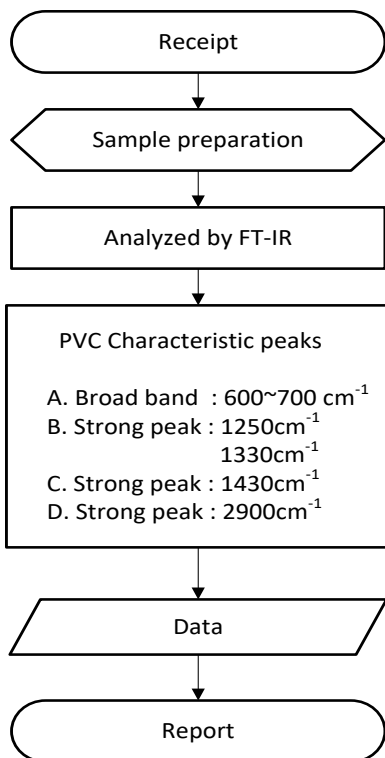 Receipt
Sample preparation
Analyzed by FT-IR
PVC Characteristic peaks
A. Broad band : 600~700 cm⁻¹
B. Strong peak : 1250cm⁻¹
1330cm⁻¹
C. Strong peak : 1430cm⁻¹
D. Strong peak : 2900cm⁻¹
Data
Report